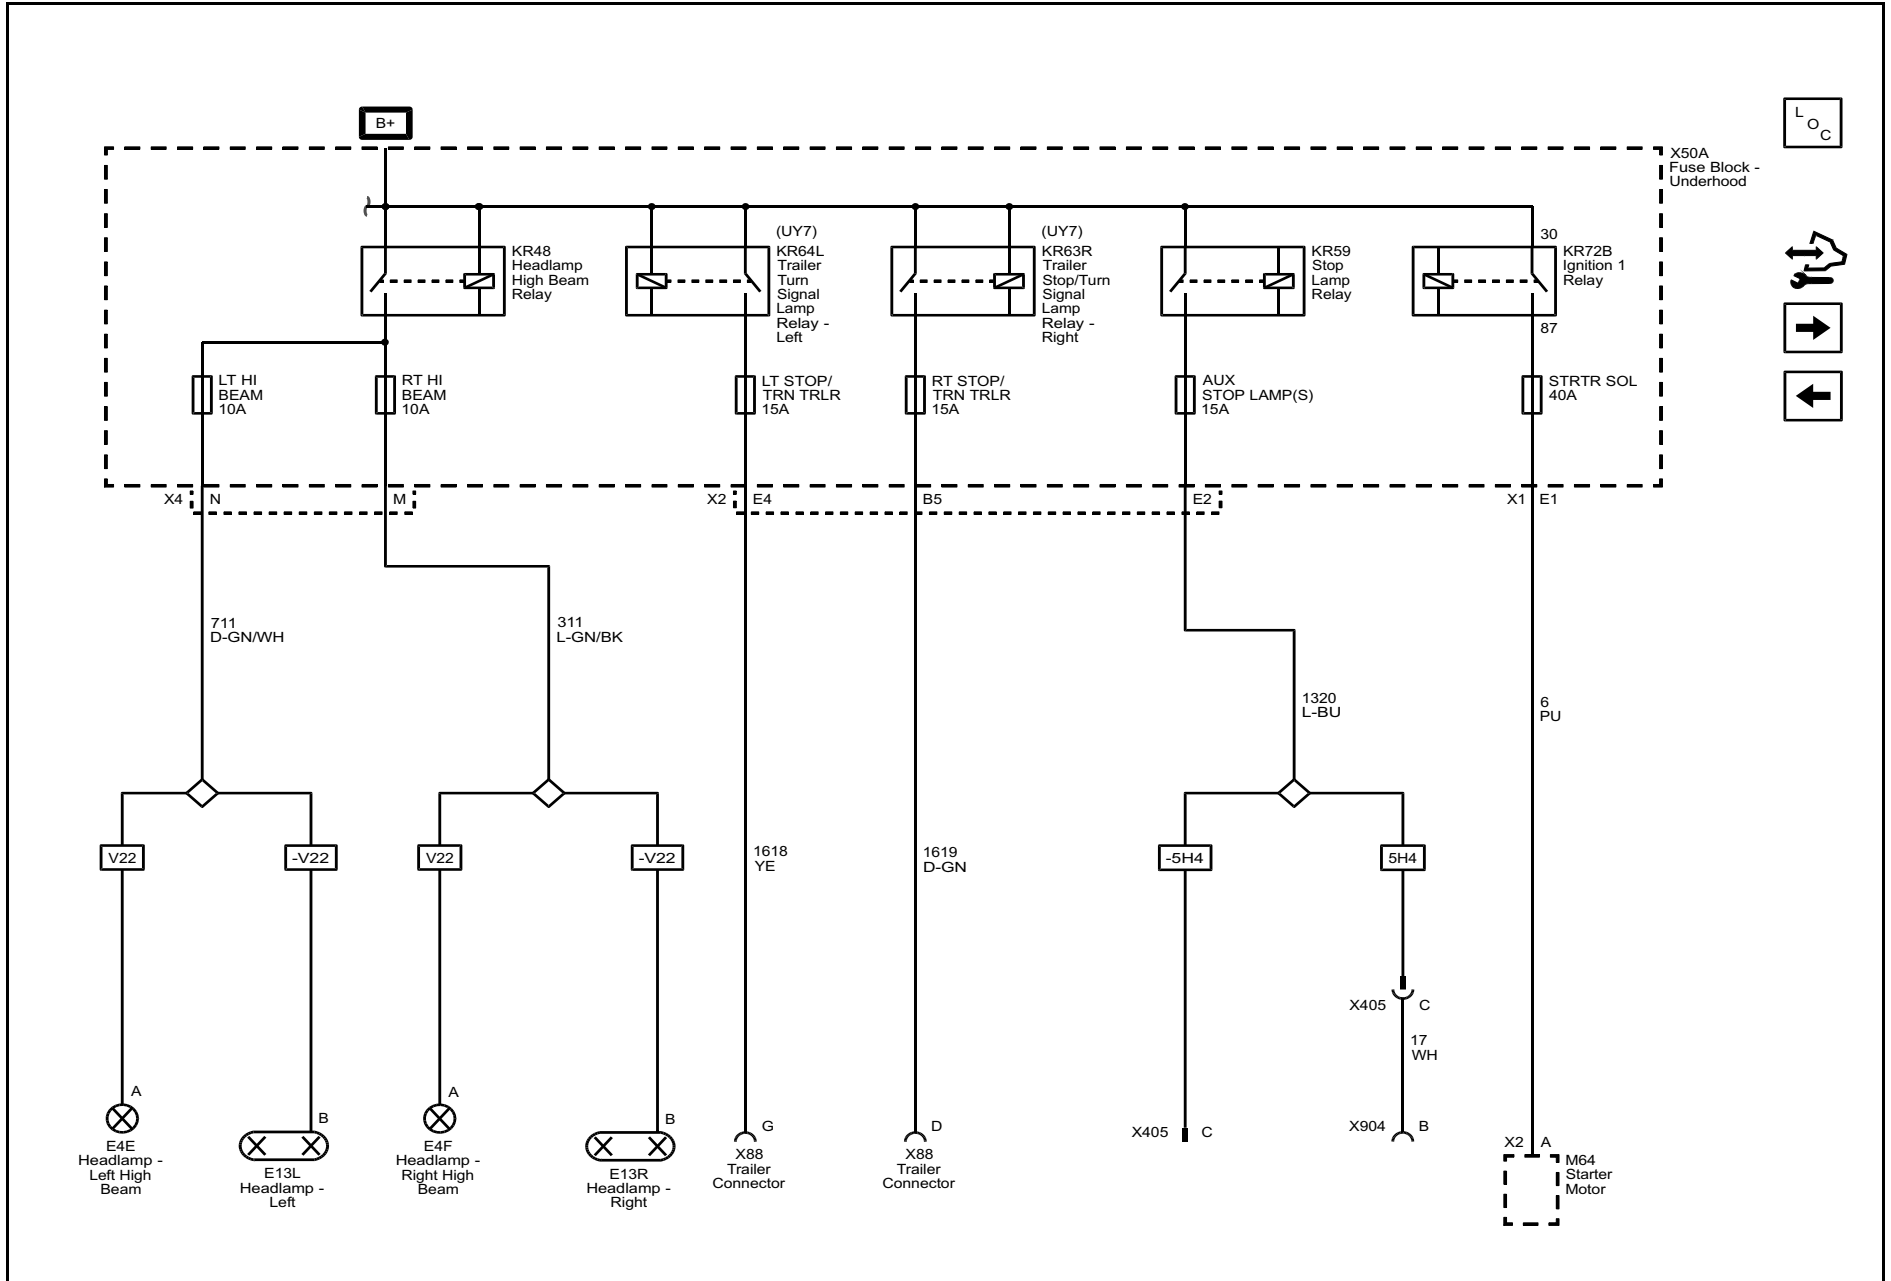 B+
L
O
C
X50A
Fuse Block -
Underhood
KR48
Headlamp
High Beam
Relay
(UY7)
KR64L
Trailer
Turn
Signal
Lamp
Relay -
Left
(UY7)
KR63R
Trailer
Stop/Turn
Signal
Lamp
Relay -
Right
KR59
Stop
Lamp
Relay
30
KR72B
Ignition 1
Relay
87
LT HI
BEAM
10A
RT HI
BEAM
10A
LT STOP/
TRN TRLR
15A
RT STOP/
TRN TRLR
15A
AUX
STOP LAMP(S)
15A
STRTR SOL
40A
X4 N
M
X2 E4
B5
E2
X1 E1
711
D-GN/WH
311
L-GN/BK
1320
L-BU
6
PU
V22
-V22
V22
-V22
1618
YE
1619
D-GN
-5H4
5H4
X405 C
17
WH
A
E4E
Headlamp -
Left High
Beam
B
E13L
Headlamp -
Left
A
E4F
Headlamp -
Right High
Beam
B
E13R
Headlamp -
Right
G
X88
Trailer
Connector
D
X88
Trailer
Connector
X405 C
X904 B
X2 A
M64
Starter
Motor